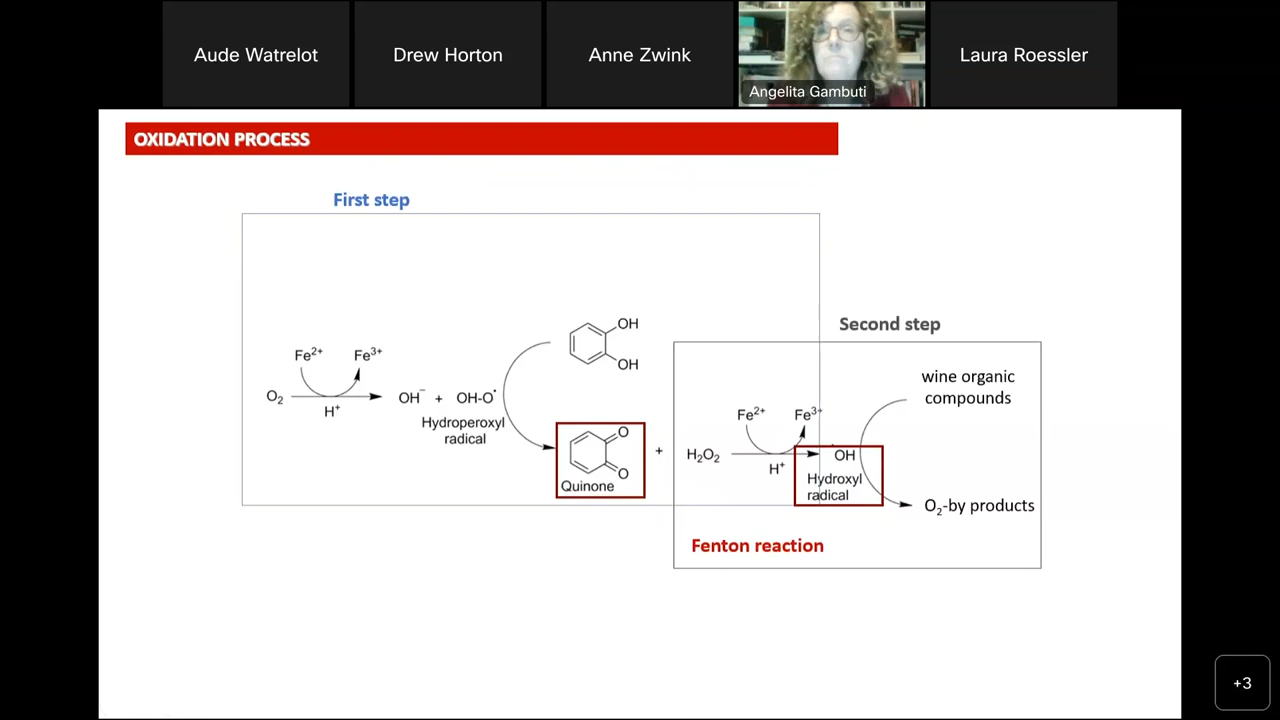 Aude Watrelot
Drew Horton
Anne Zwink
Angelita Gambuti
Laura Roessler
OXIDATION PROCESS
First step
Second step
OH
OH
Fe2+
Fe3+
O2
H+
OH− + OH-O•
Hydroperoxyl
radical
O
O
Quinone
+
wine organic
compounds
Fe2+
Fe3+
H2O2
H+
OH
Hydroxyl
radical
O2-by products
Fenton reaction
+3